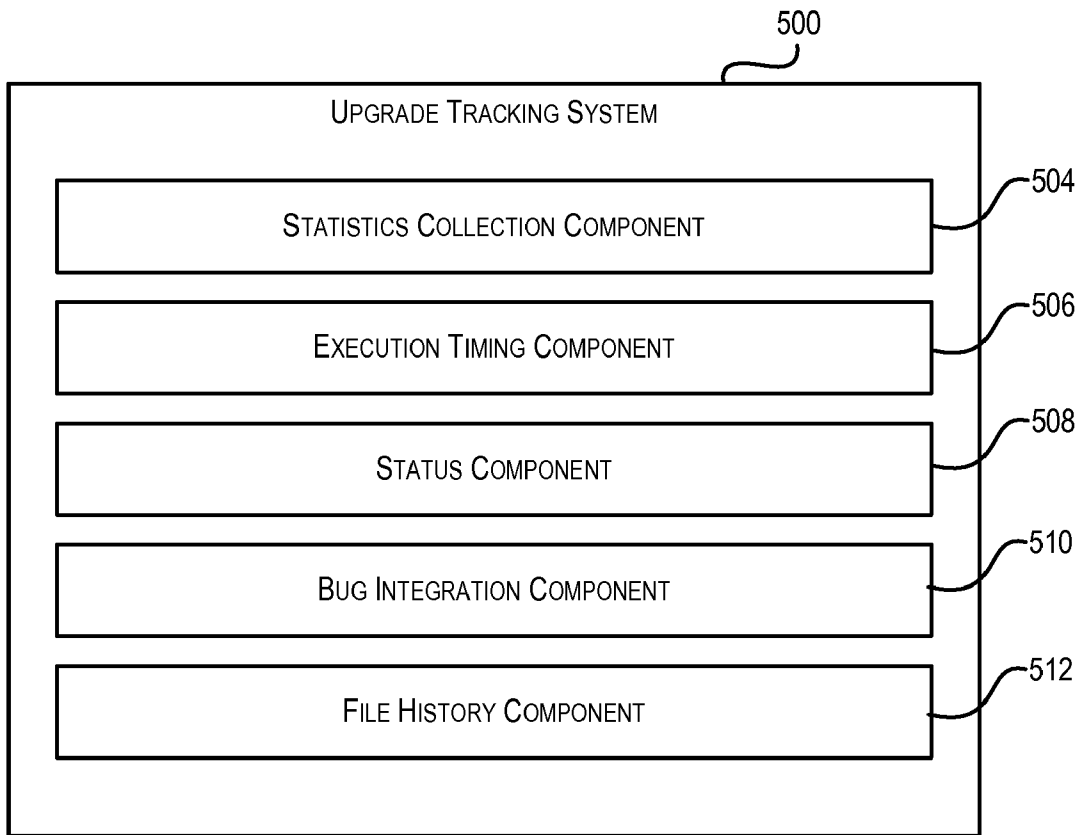 500
UPGRADE TRACKING SYSTEM
504
STATISTICS COLLECTION COMPONENT
506
EXECUTION TIMING COMPONENT
508
STATUS COMPONENT
510
BUG INTEGRATION COMPONENT
512
FILE HISTORY COMPONENT